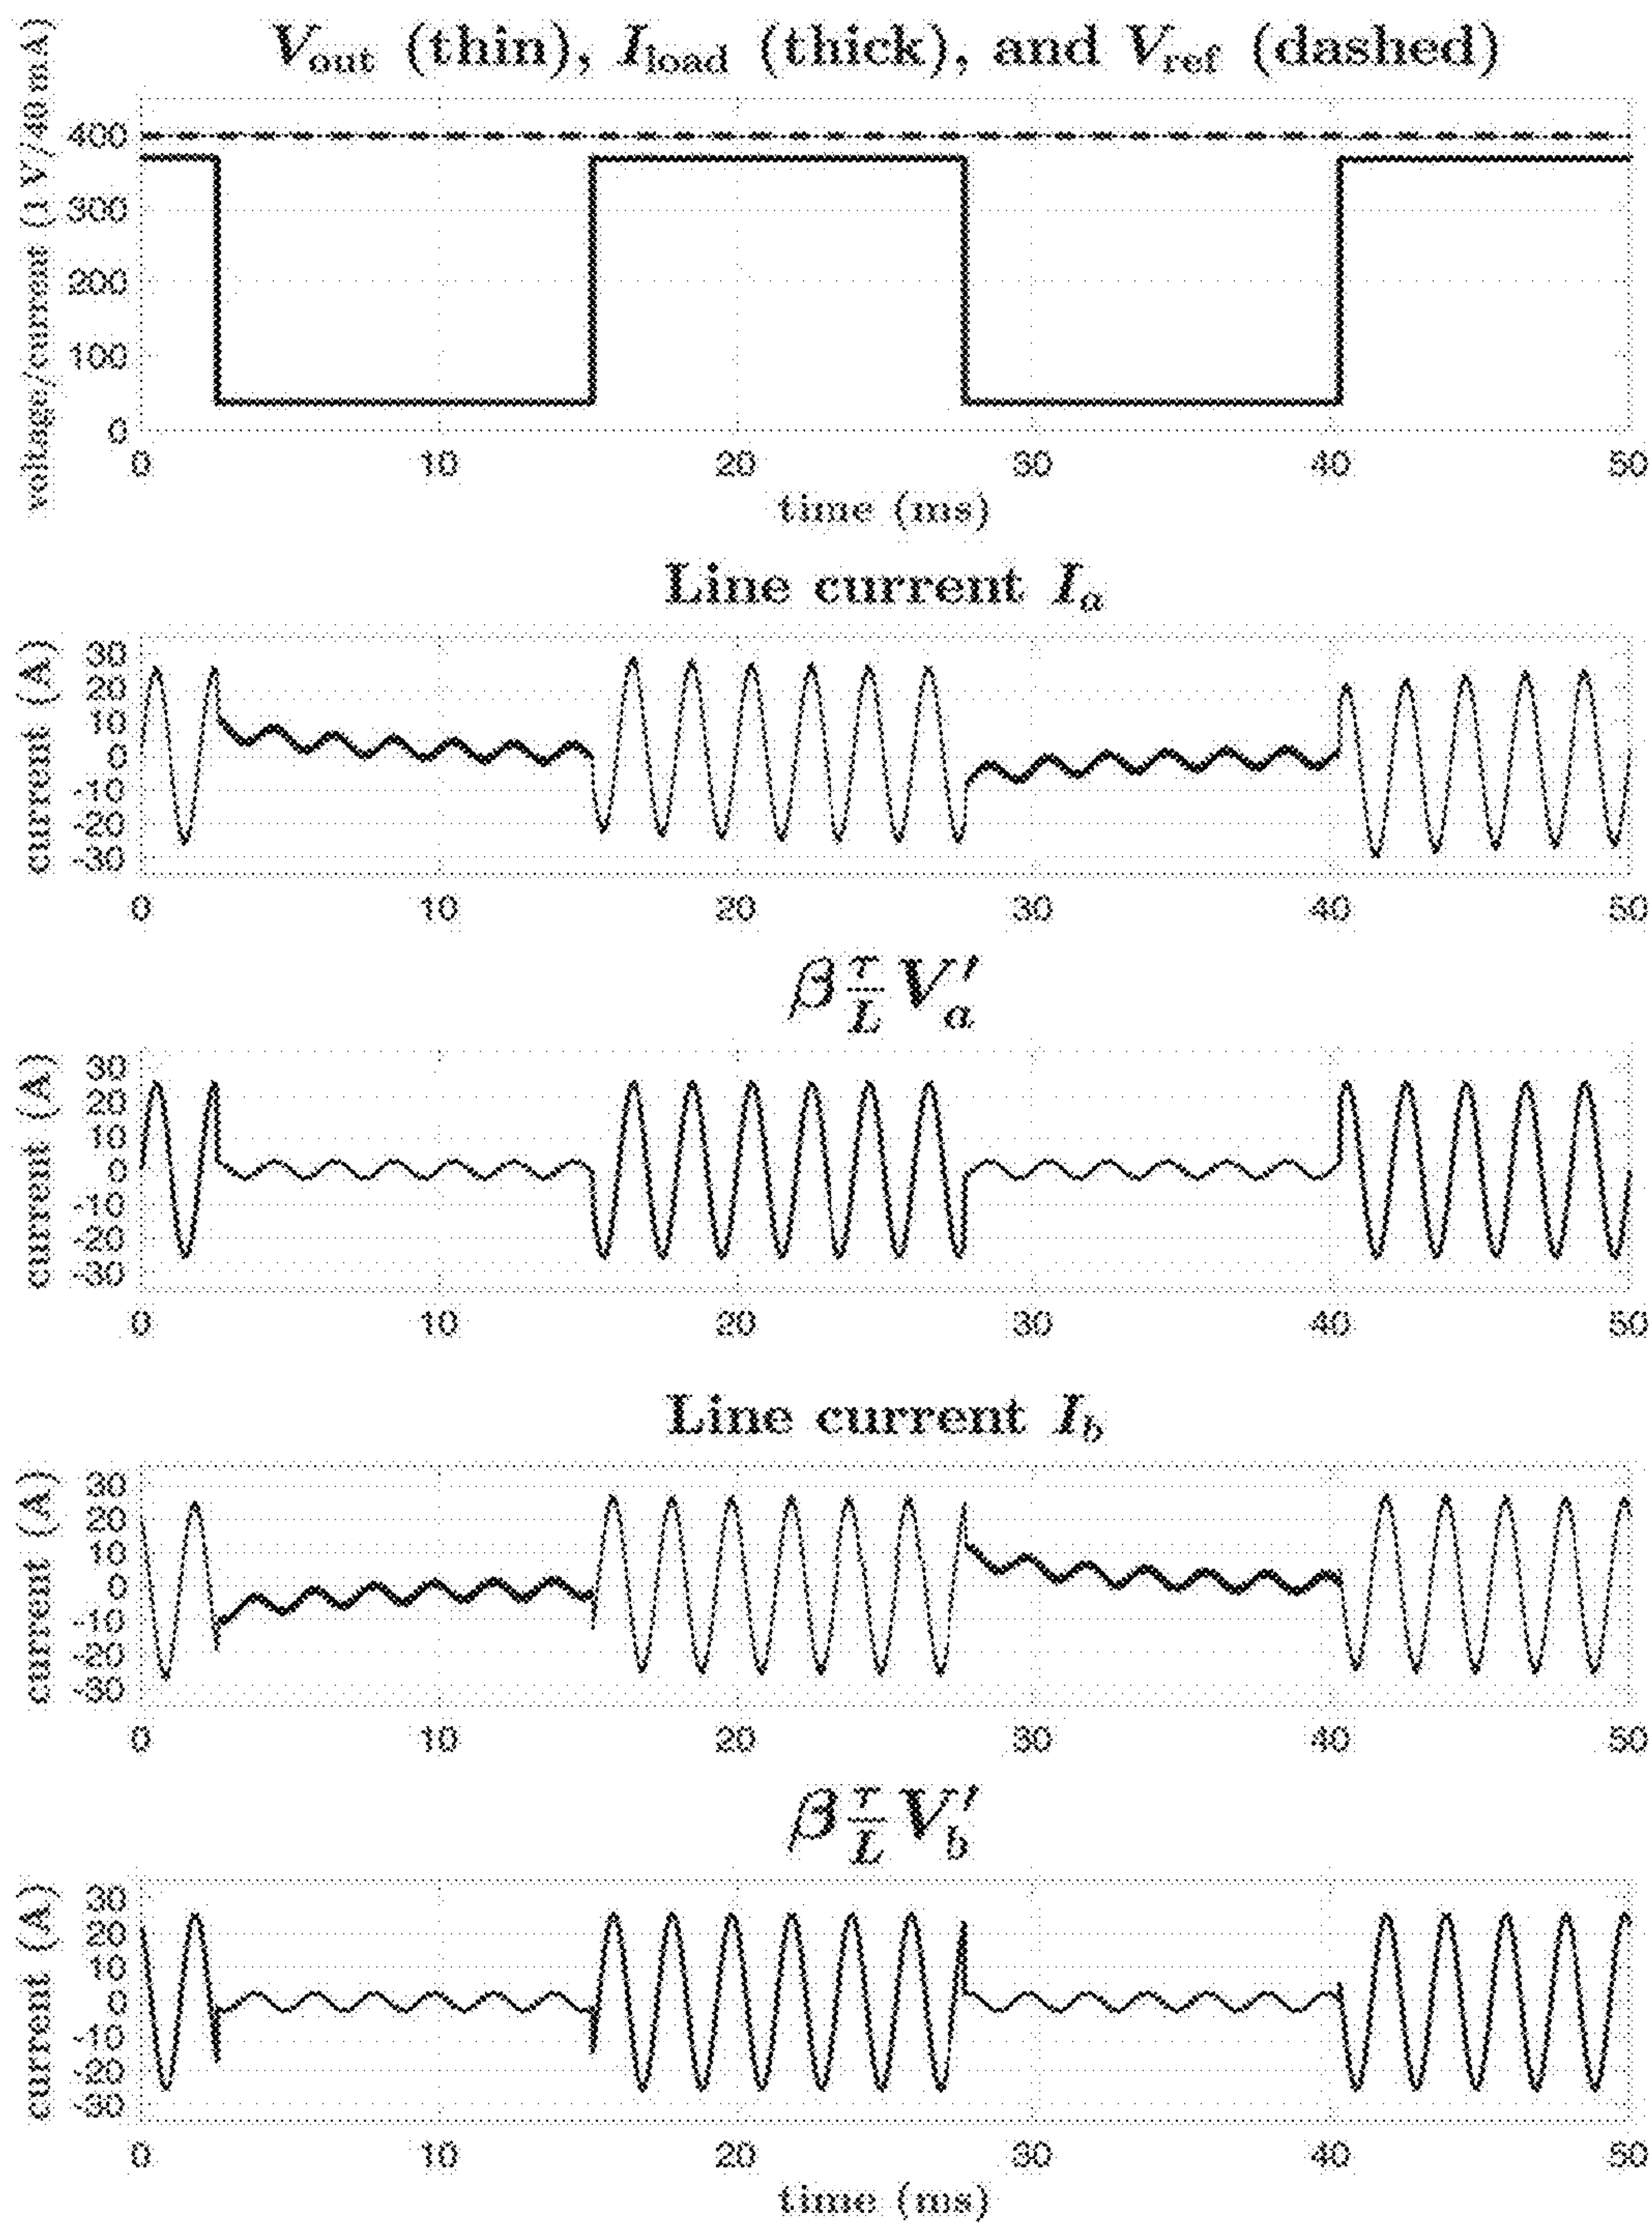 V_out (thin), I_load (thick), and V_ref (dashed)
voltage/current (1 V/40 mA)
400
300
200
100
0
0 10 20 30 40 50
time (ms)
Line current I_a
current (A)
30
20
10
0
-10
-20
-30
0 10 20 30 40 50
β τ/L V′_a
current (A)
30
20
10
0
-10
-20
-30
0 10 20 30 40 50
Line current I_b
current (A)
30
20
10
0
-10
-20
-30
0 10 20 30 40 50
β τ/L V′_b
current (A)
30
20
10
0
-10
-20
-30
0 10 20 30 40 50
time (ms)